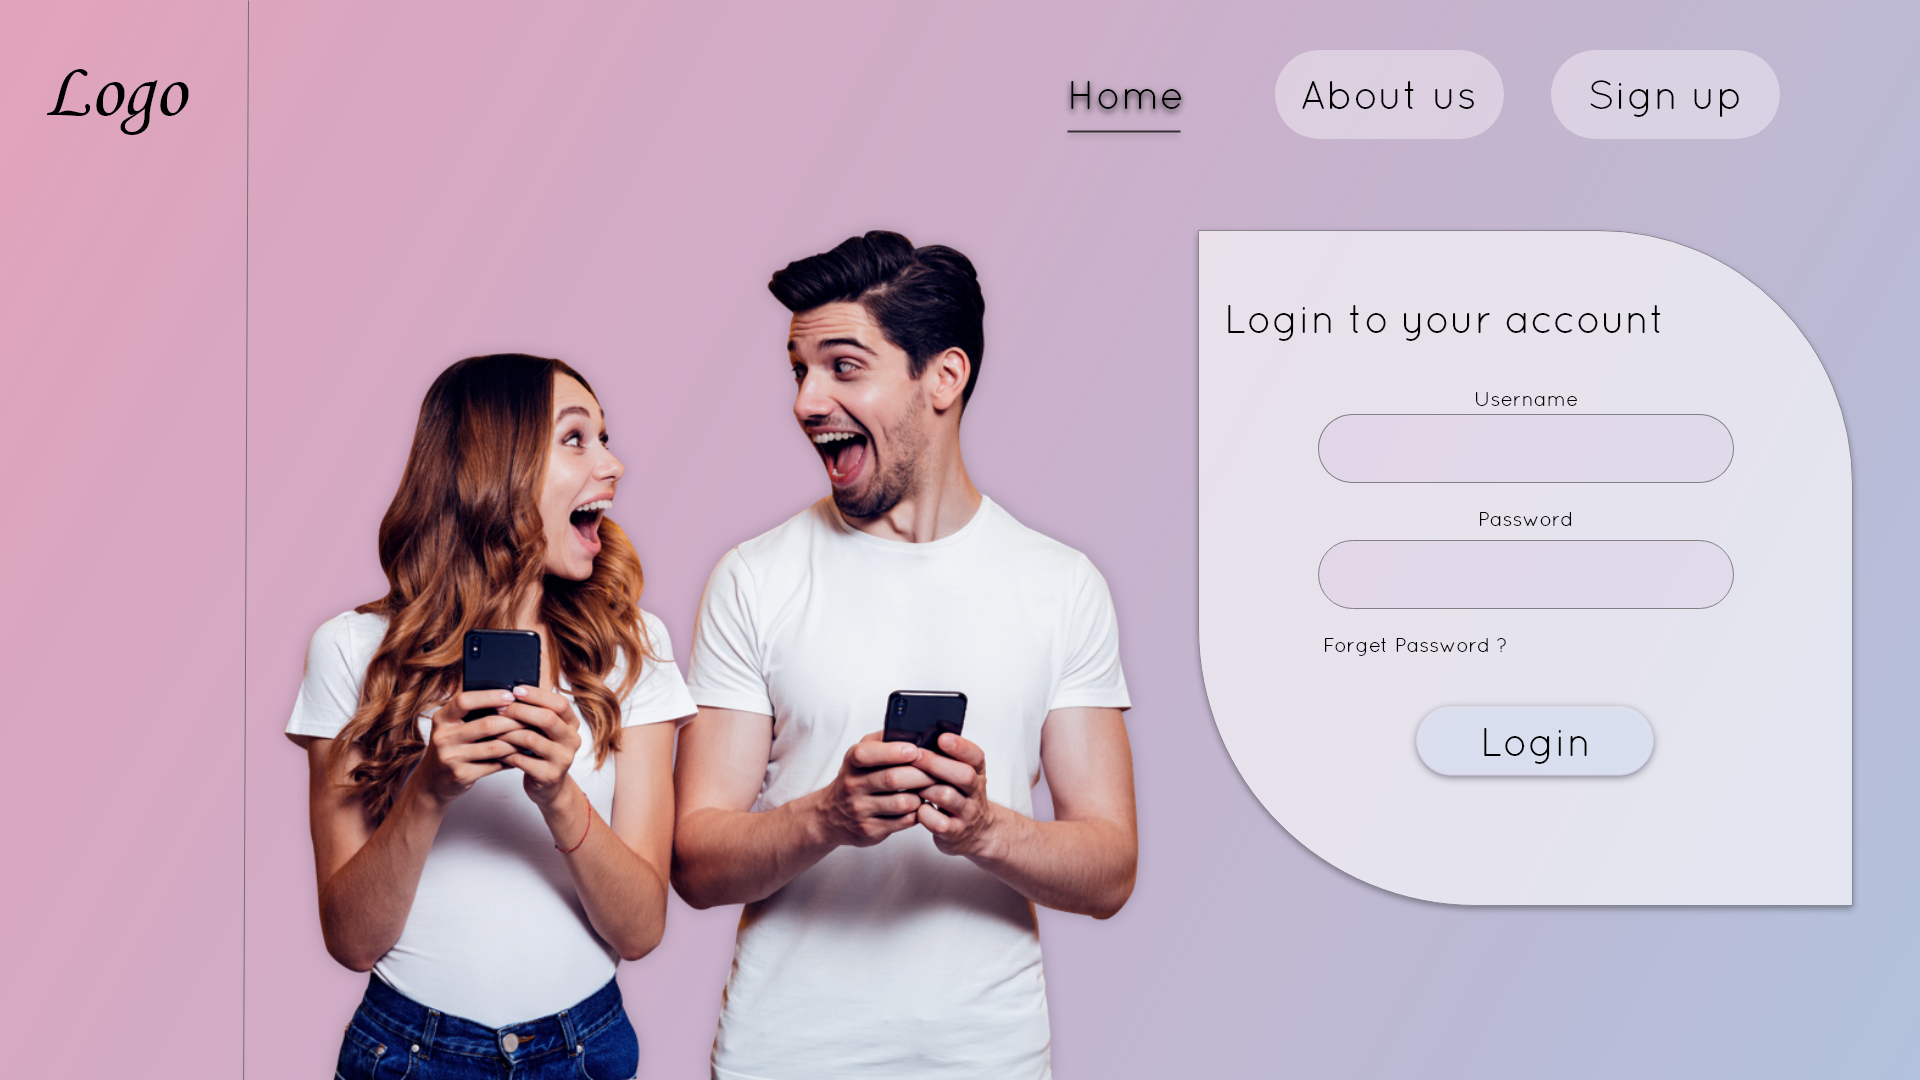 Logo
Home
About us
Sign up
Login to your account
Username
Password
Forget Password ?
Login